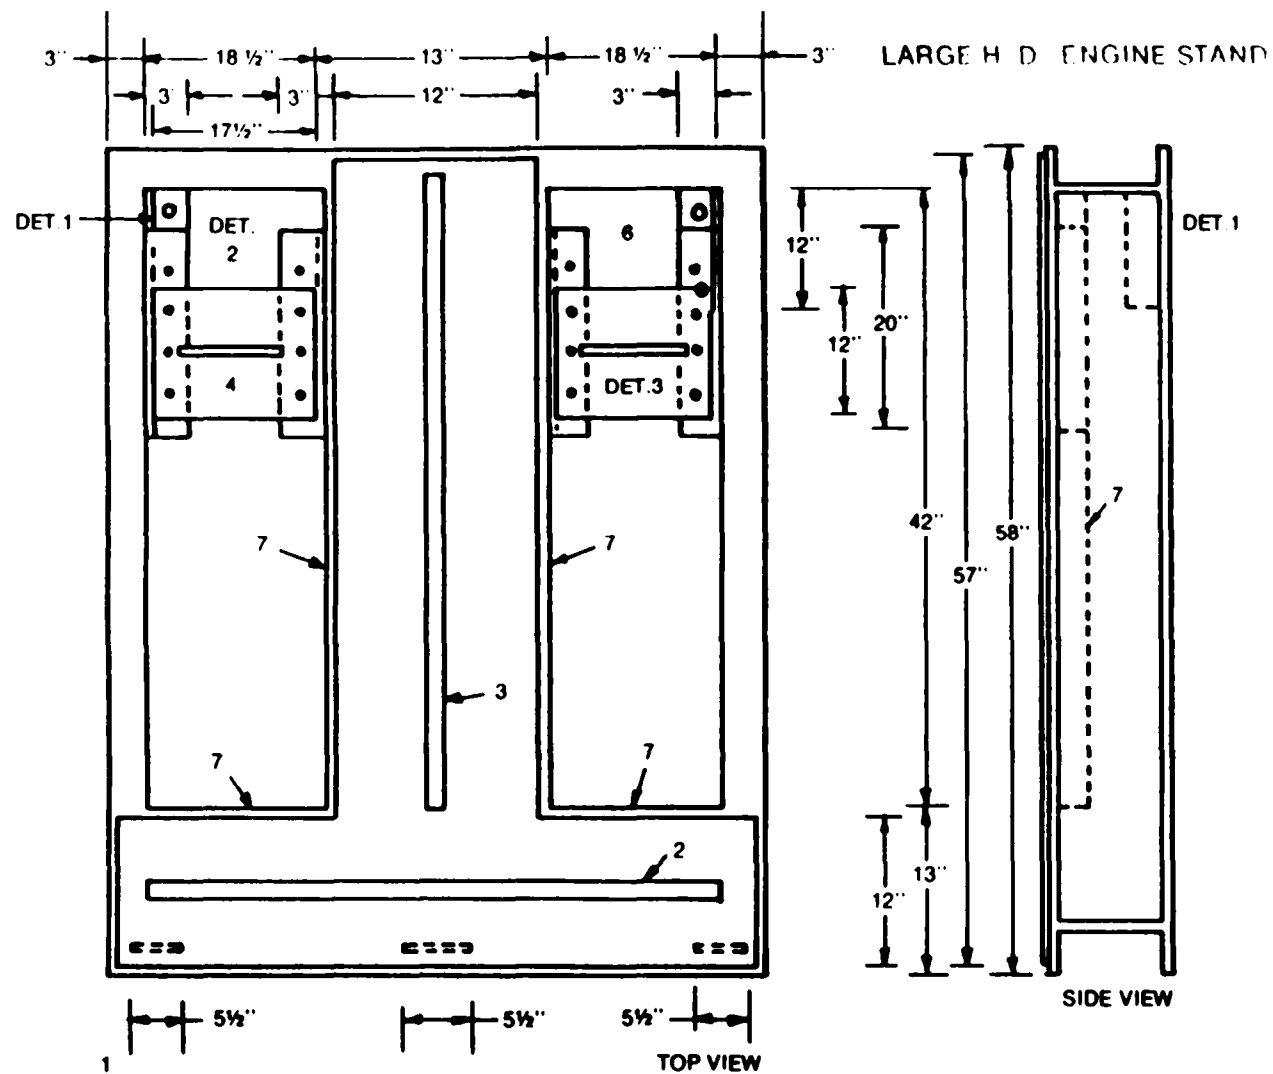 3" 18 ½" 13" 18 ½" 3" LARGE H D ENGINE STAND
3 3" 12" 3"
17½"
DET.1 DET. 6 DET.1
2 12"
20"
12"
4 DET.3
7
42"
58"
7 7
57"
3
7 7
2
13"
12"
SIDE VIEW
5½" 5½" 5½"
1 TOP VIEW